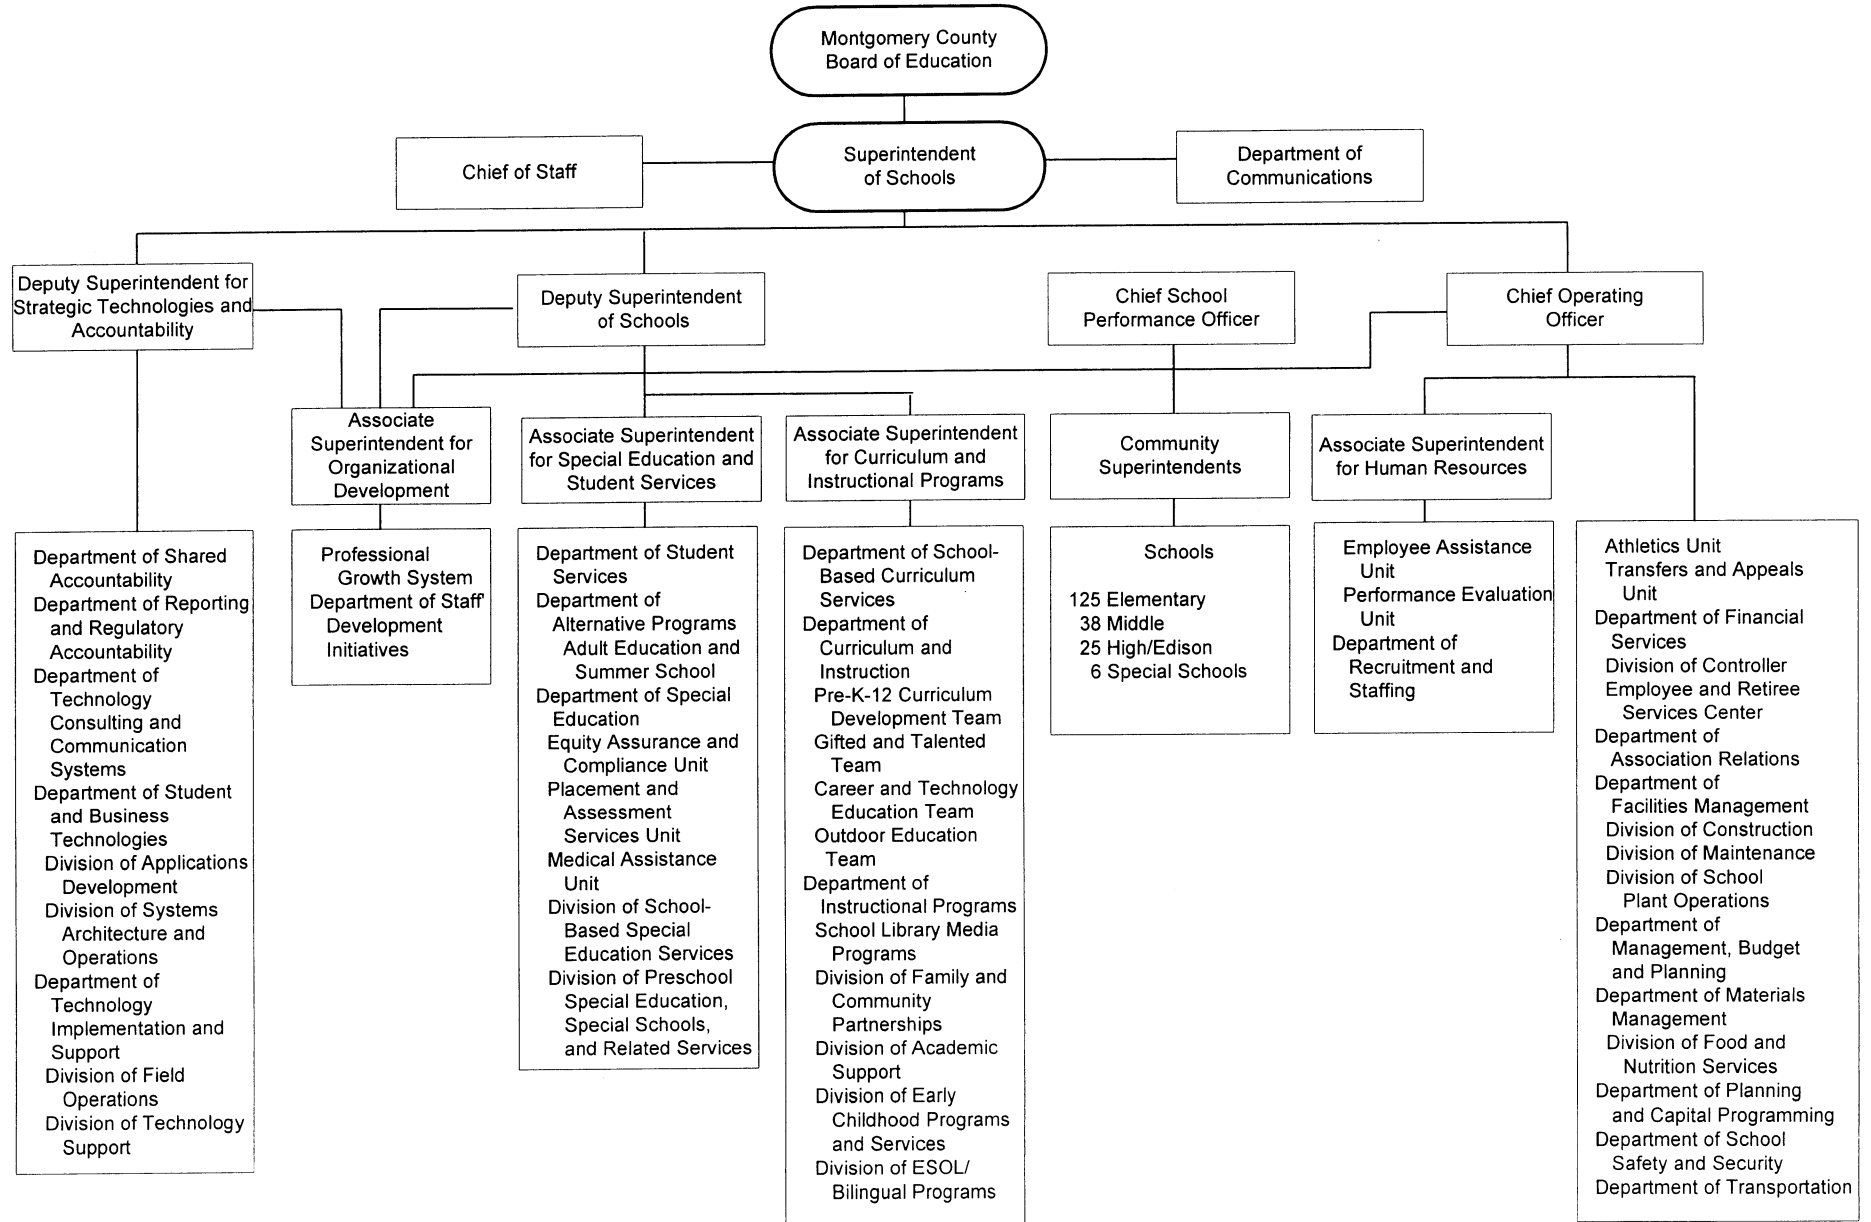 Montgomery County
Board of Education
Chief of Staff
Superintendent
of Schools
Department of
Communications
Deputy Superintendent for
Strategic Technologies and
Accountability
Deputy Superintendent
of Schools
Chief School
Performance Officer
Chief Operating
Officer
Associate
Superintendent for
Organizational
Development
Associate Superintendent
for Special Education and
Student Services
Associate Superintendent
for Curriculum and
Instructional Programs
Community
Superintendents
Associate Superintendent
for Human Resources
Department of Shared
Accountability
Department of Reporting
and Regulatory
Accountability
Department of
Technology
Consulting and
Communication
Systems
Department of Student
and Business
Technologies
Division of Applications
Development
Division of Systems
Architecture and
Operations
Department of
Technology
Implementation and
Support
Division of Field
Operations
Division of Technology
Support
Professional
Growth System
Department of Staff
Development
Initiatives
Department of Student
Services
Department of
Alternative Programs
Adult Education and
Summer School
Department of Special
Education
Equity Assurance and
Compliance Unit
Placement and
Assessment
Services Unit
Medical Assistance
Unit
Division of School-
Based Special
Education Services
Division of Preschool
Special Education,
Special Schools,
and Related Services
Department of School-
Based Curriculum
Services
Department of
Curriculum and
Instruction
Pre-K-12 Curriculum
Development Team
Gifted and Talented
Team
Career and Technology
Education Team
Outdoor Education
Team
Department of
Instructional Programs
School Library Media
Programs
Division of Family and
Community
Partnerships
Division of Academic
Support
Division of Early
Childhood Programs
and Services
Division of ESOL/
Bilingual Programs
Schools
125 Elementary
38 Middle
25 High/Edison
6 Special Schools
Employee Assistance
Unit
Performance Evaluation
Unit
Department of
Recruitment and
Staffing
Athletics Unit
Transfers and Appeals
Unit
Department of Financial
Services
Division of Controller
Employee and Retiree
Services Center
Department of
Association Relations
Department of
Facilities Management
Division of Construction
Division of Maintenance
Division of School
Plant Operations
Department of
Management, Budget
and Planning
Department of Materials
Management
Division of Food and
Nutrition Services
Department of Planning
and Capital Programming
Department of School
Safety and Security
Department of Transportation